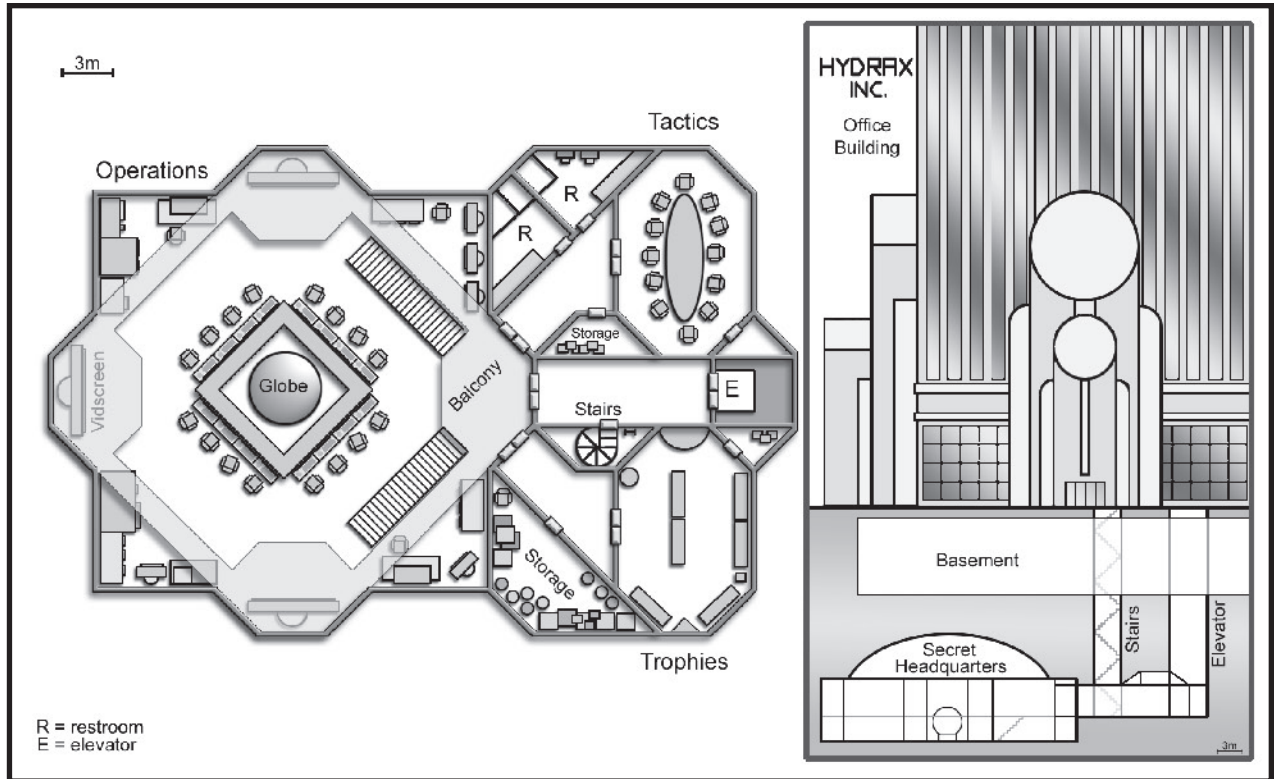 3m
Operations
Tactics
R
R
Storage
Globe
Vidscreen
Balcony
E
Stairs
Storage
Trophies
R = restroom
E = elevator
HYDRAX
INC.
Office
Building
Basement
Stairs
Elevator
Secret
Headquarters
3m